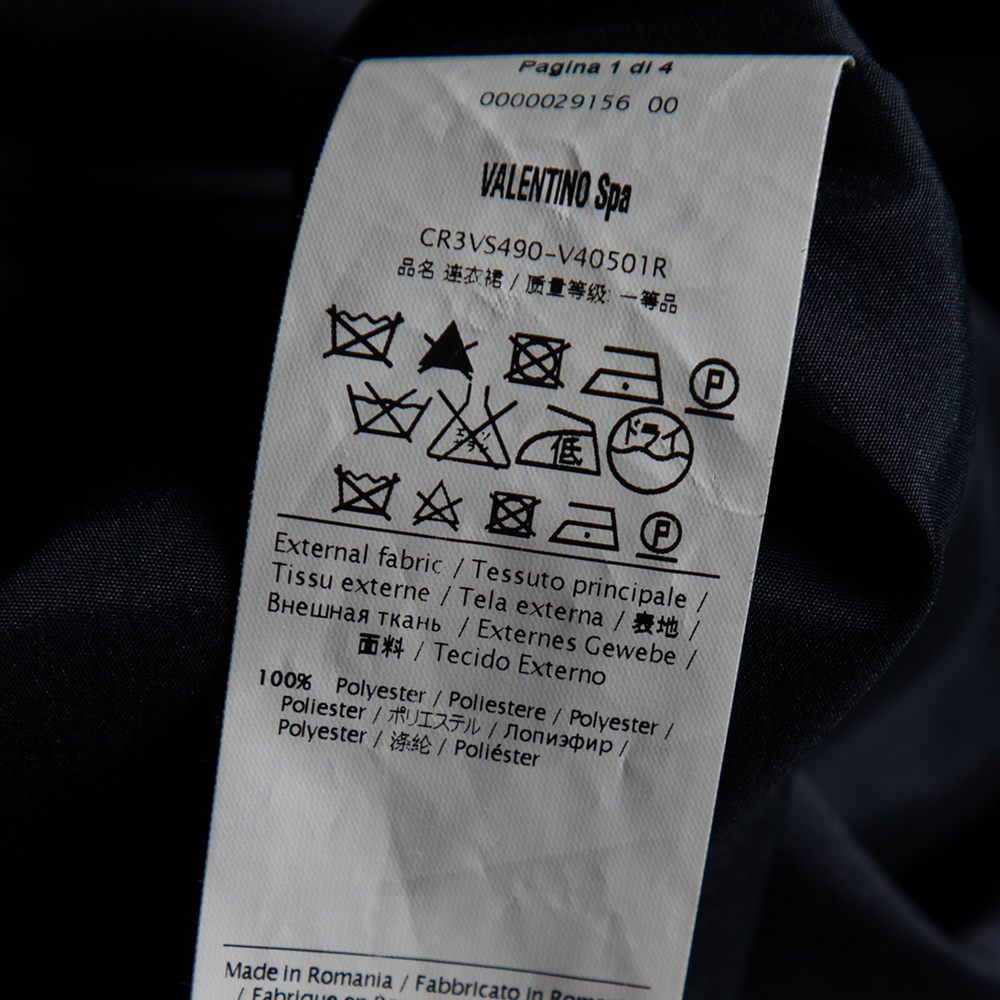 Pagina 1 di 4
0000029156 00
VALENTINO Spa
CR3VS490-V40501R
品名 连衣裙 / 质量等级: 一等品
P
低 ドライ
P
External fabric / Tessuto principale /
Tissu externe / Tela externa / 表地 /
Внешная ткань / Externes Gewebe /
面料 / Tecido Externo
100% Polyester / Poliestere / Polyester /
Poliester / ポリエステル / Лопиэфир /
Polyester / 涤纶 / Poliéster
Made in Romania / Fabbricato in
/ Fabrique en